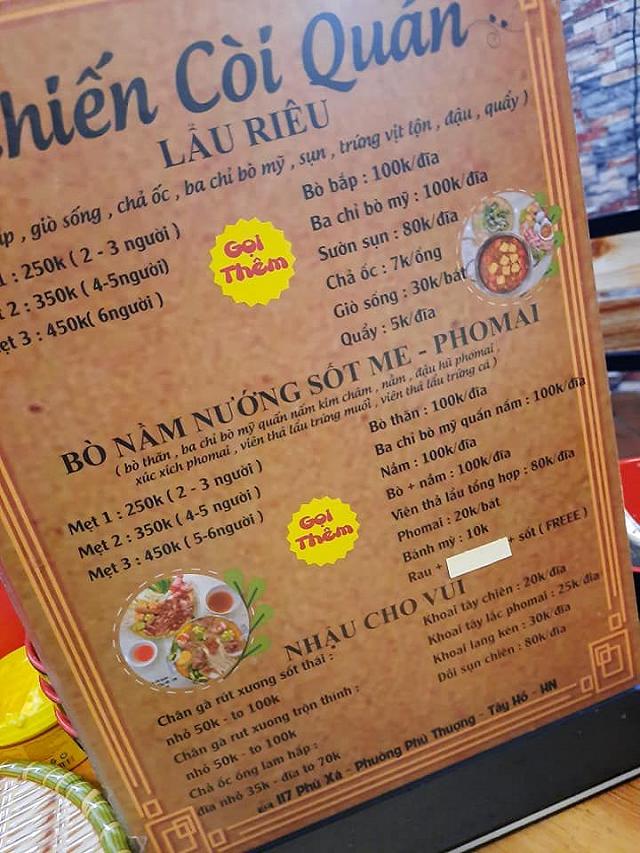 hiến Còi Quán
LẨU RIÊU
ắp , giò sống , chả ốc , ba chỉ bò mỹ , sụn , trứng vịt lộn , đậu , quẩy )
1 : 250k ( 2 - 3 người )
ẹt 2 : 350k ( 4-5người)
Mẹt 3 : 450k( 6người )
Gọi
Thêm
Bò bắp : 100k/đĩa
Ba chỉ bò mỹ : 100k/đĩa
Sườn sụn : 80k/đĩa
Chả ốc : 7k/ống
Giò sống : 30k/bát
Quẩy : 5k/đĩa
BÒ NẦM NƯỚNG SỐT ME - PHOMAI
( bò thăn , ba chỉ bò mỹ quấn nấm kim châm , nầm , đậu hũ phomai ,
xúc xích phomai , viên thả lẩu trứng muối , viên thả lẩu trứng cá )
Mẹt 1 : 250k ( 2 - 3 người )
Mẹt 2 : 350k ( 4-5 người )
Mẹt 3 : 450k ( 5-6người )
Gọi
Thêm
Bò thăn : 100k/đĩa
Ba chỉ bò mỹ quấn nấm : 100k/đĩa
Nầm : 100k/đĩa
Bò + nầm : 100k/đĩa
Viên thả lẩu tổng hợp : 80k/đĩa
Phomai : 20k/bát
Bánh mỳ : 10k
Rau + + sốt ( FREEE )
NHẬU CHO VUI
Chân gà rút xương sốt thái :
nhỏ 50k - to 100k
Chân gà rut xuong trộn thính :
nhỏ 50k - to 100k
Chả ốc ống lam hấp :
đĩa nhỏ 35k - đĩa to 70k
Khoai tây chiên : 20k/đĩa
Khoai tây lắc phomai : 25k/đĩa
Khoai lang kén : 30k/đĩa
Dồi sụn chiên : 80k/đĩa
117 Phú Xá - Phường Phú Thượng - Tây Hồ - HN